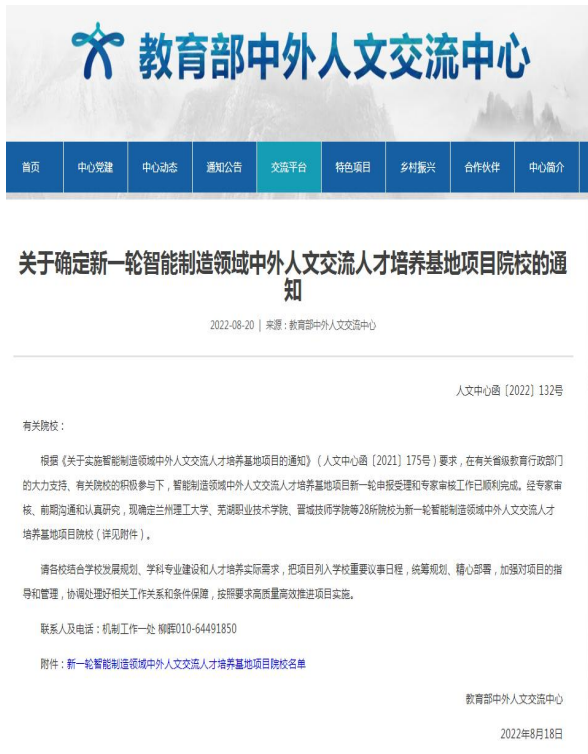 教育部中外人文交流中心
首页 中心党建 中心动态 通知公告 交流平台 特色项目 乡村振兴 合作伙伴 中心简介
关于确定新一轮智能制造领域中外人文交流人才培养基地项目院校的通
知
2022-08-20 | 来源：教育部中外人文交流中心
人文中心函〔2022〕132号
有关院校：
根据《关于实施智能制造领域中外人文交流人才培养基地项目的通知》（人文中心函〔2021〕175号）要求，在有关省级教育行政部门
的大力支持、有关院校的积极参与下，智能制造领域中外人文交流人才培养基地项目新一轮申报受理和专家审核工作已顺利完成。经专家审
核、前期沟通和认真研究，现确定兰州理工大学、芜湖职业技术学院、晋城技师学院等28所院校为新一轮智能制造领域中外人文交流人才
培养基地项目院校（详见附件）。
请各校结合学校发展规划、学科专业建设和人才培养实际需求，把项目列入学校重要议事日程，统筹规划、精心部署，加强对项目的指
导和管理，协调处理好相关工作关系和条件保障，按照要求高质量高效推进项目实施。
联系人及电话：机制工作一处 柳晖010-64491850
附件：新一轮智能制造领域中外人文交流人才培养基地项目院校名单
教育部中外人文交流中心
2022年8月18日